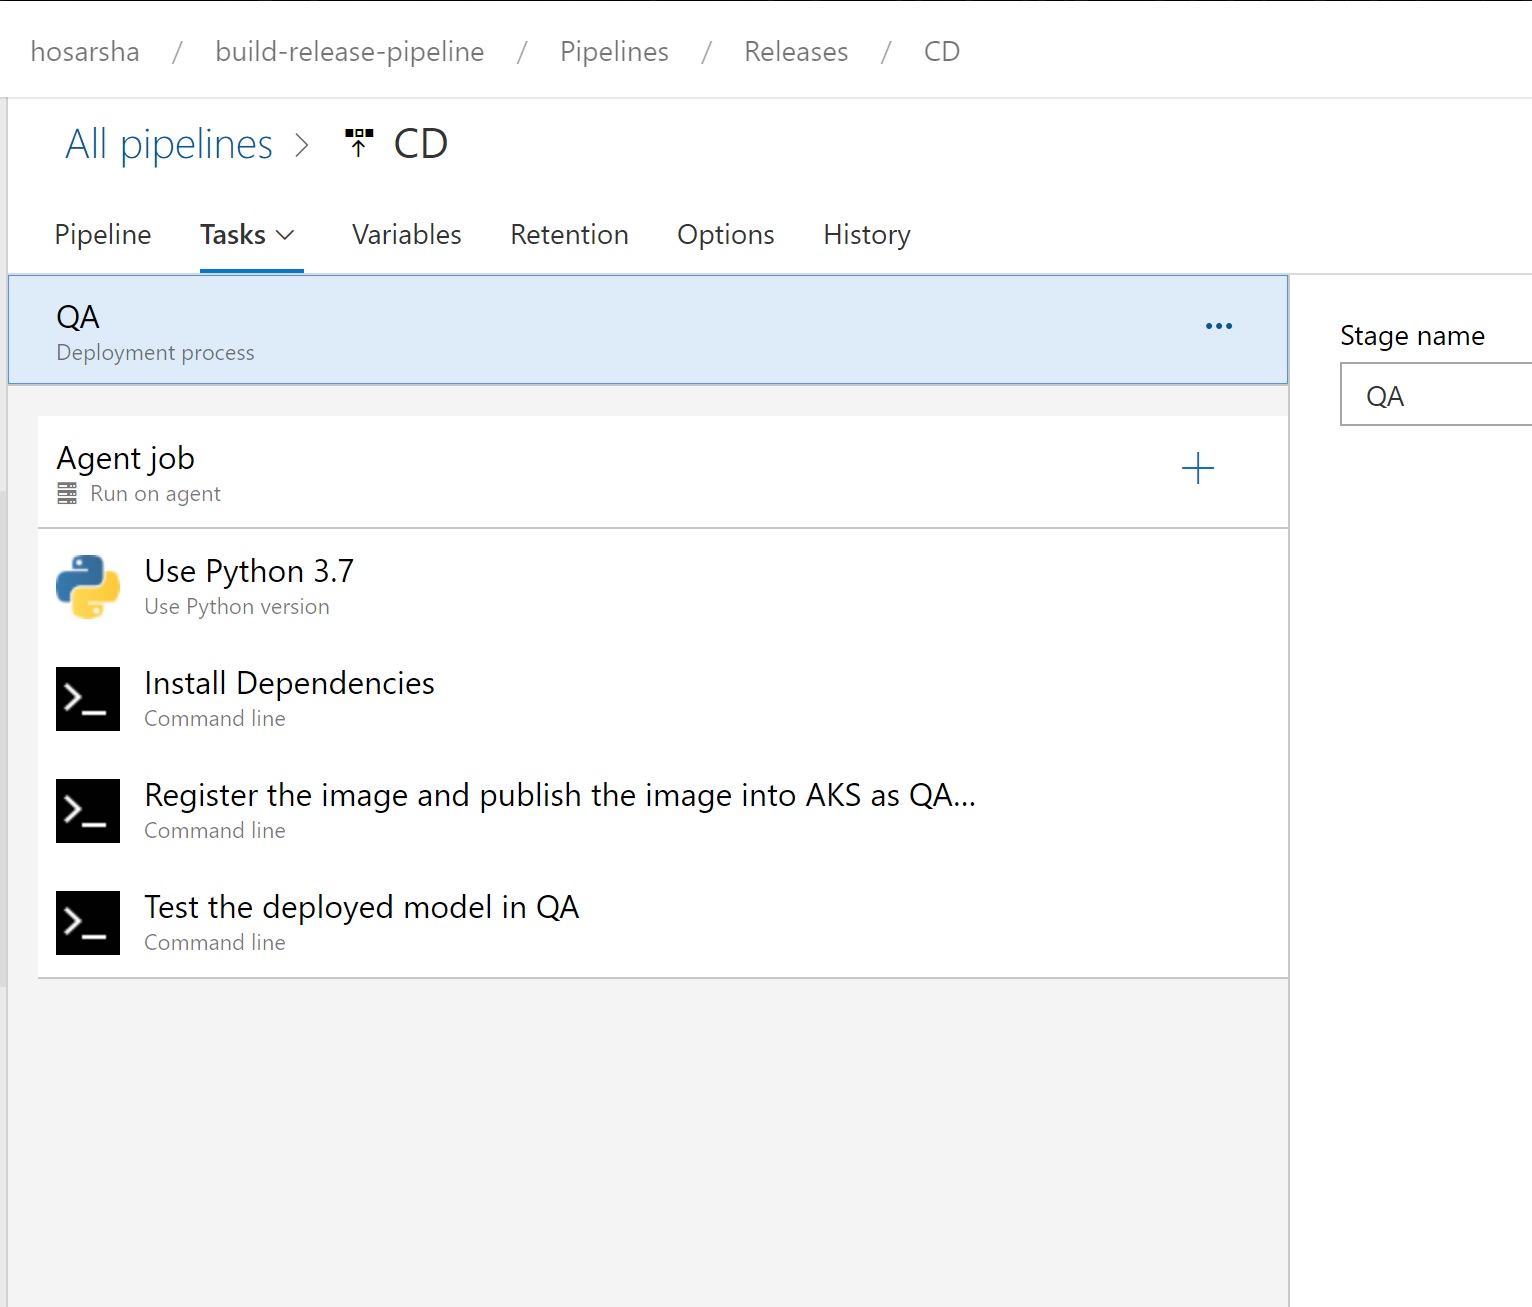 hosarsha / build-release-pipeline / Pipelines / Releases / CD
All pipelines > CD
Pipeline Tasks Variables Retention Options History
QA
Deployment process
Stage name
QA
Agent job
Run on agent
Use Python 3.7
Use Python version
Install Dependencies
Command line
Register the image and publish the image into AKS as QA...
Command line
Test the deployed model in QA
Command line